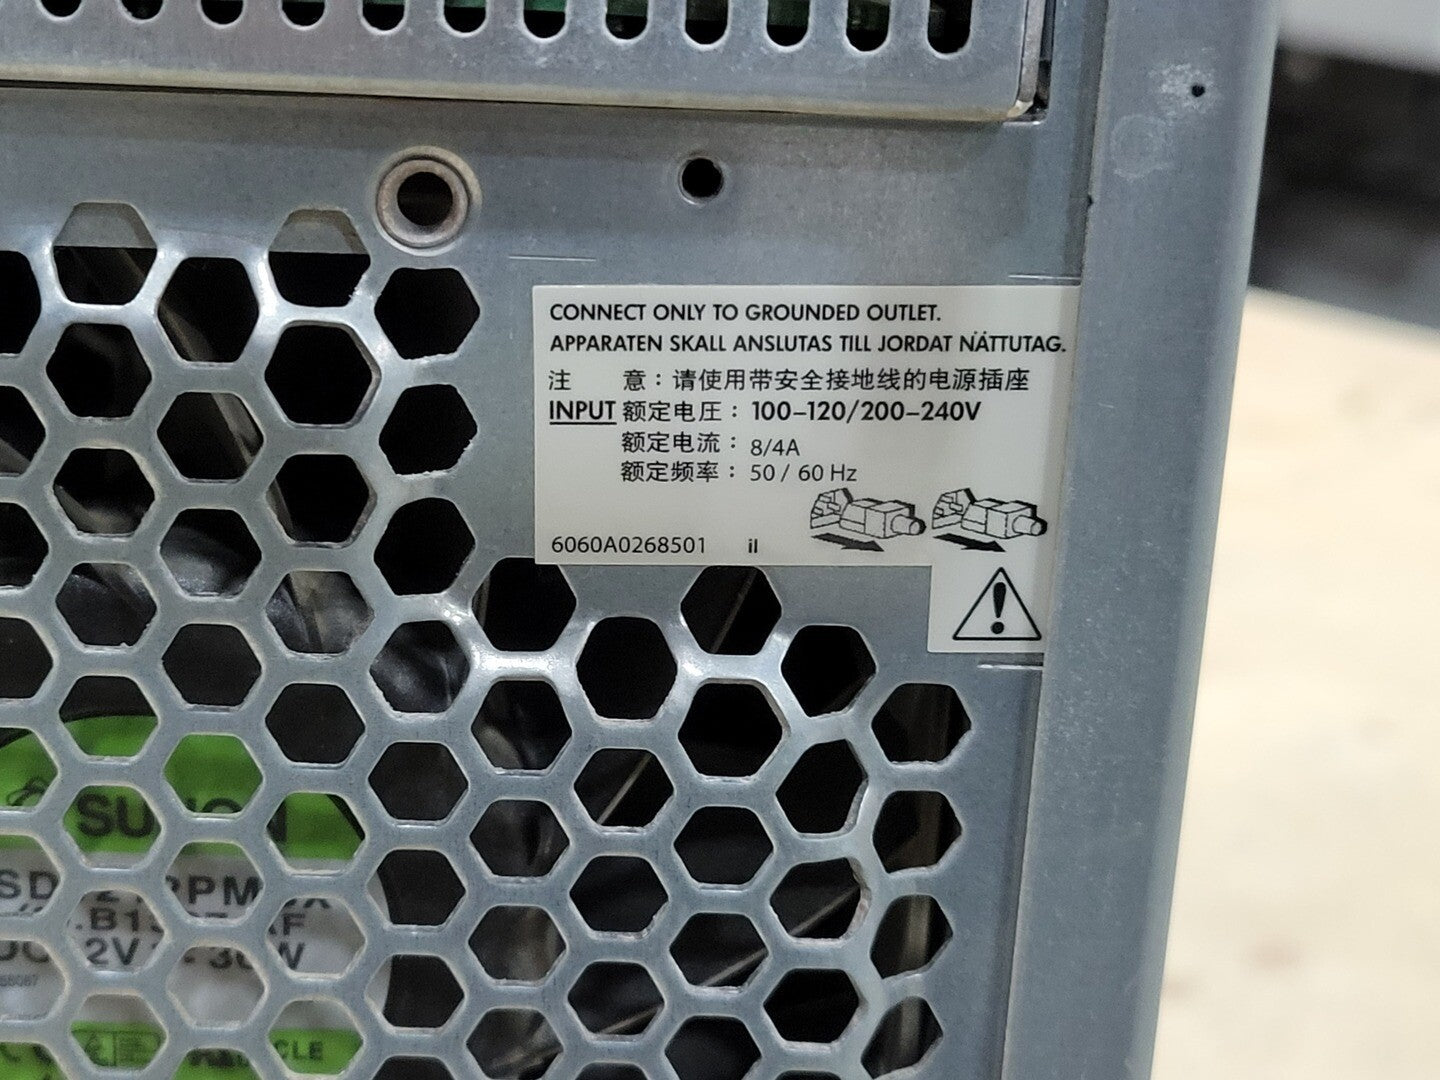 CONNECT ONLY TO GROUNDED OUTLET.
APPARATEN SKALL ANSLUTAS TILL JORDAT NÄTTUTAG.
注 意：请使用带安全接地线的电源插座
INPUT 额定电压：100-120/200-240V
额定电流：8/4A
额定频率：50 / 60 Hz
6060A0268501 il